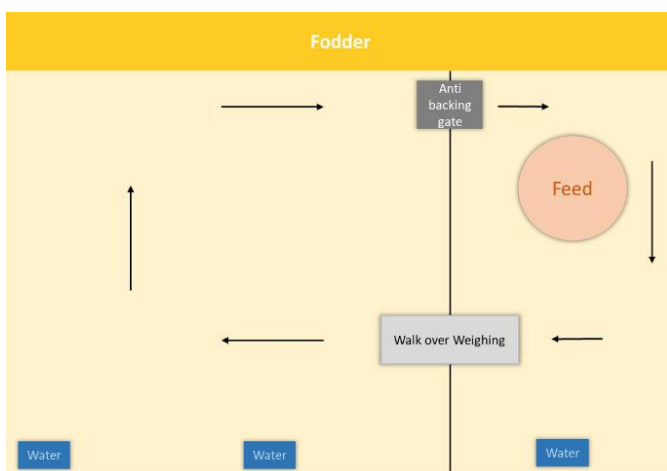 Fodder
Anti
backing
gate
Feed
Walk over Weighing
Water
Water
Water